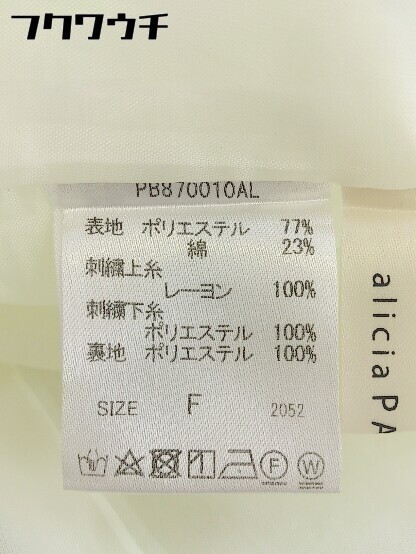 フクワウチ
PB870010AL
表地 ポリエステル 77%
綿 23%
刺繍上糸
レーヨン 100%
刺繍下糸
ポリエステル 100%
裏地 ポリエステル 100%
SIZE F 2052
F W
aliciaPA